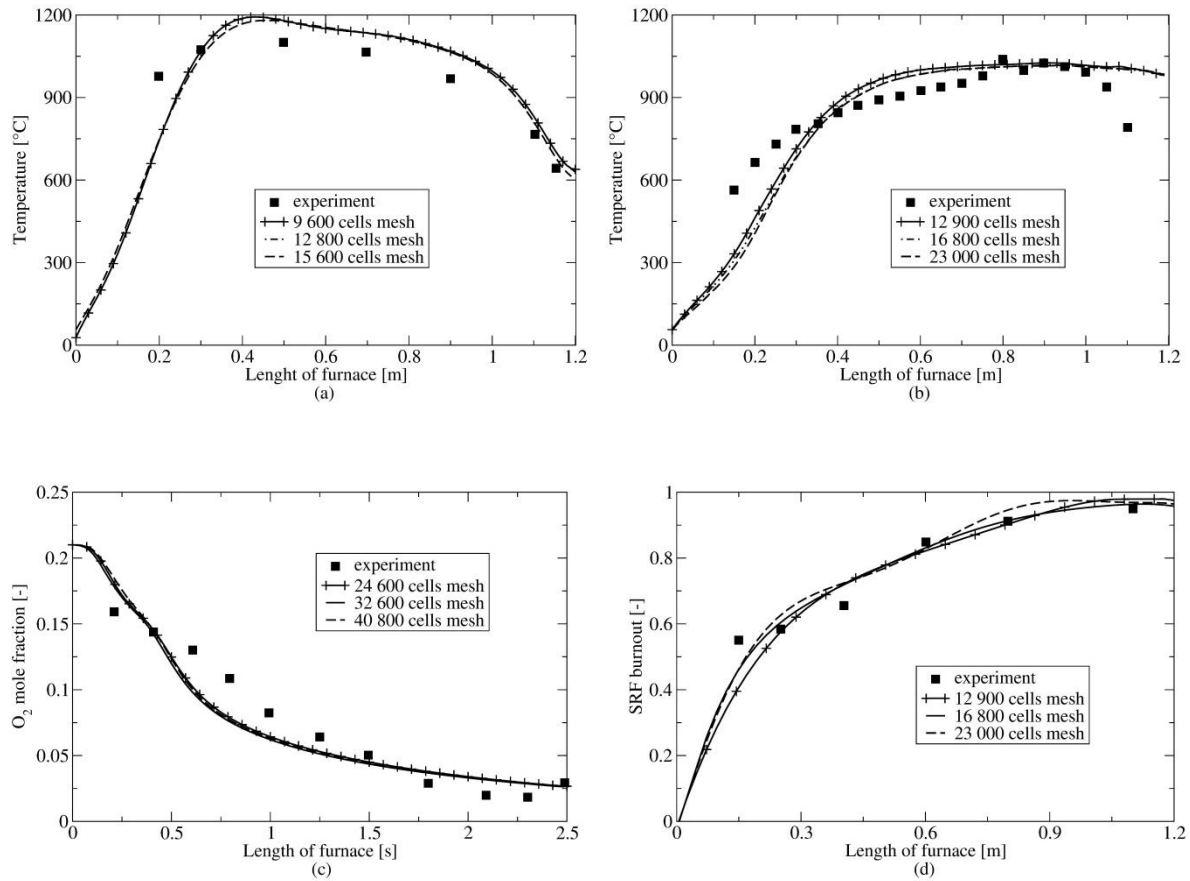 1200
900
600
300
0
Temperature [°C]
experiment
9 600 cells mesh
12 800 cells mesh
15 600 cells mesh
0
0.2
0.4
0.6
0.8
1
1.2
Lenght of furnace [m]
(a)
1200
900
600
300
0
Temperature [°C]
experiment
12 900 cells mesh
16 800 cells mesh
23 000 cells mesh
0
0.2
0.4
0.6
0.8
1
1.2
Length of furnace [m]
(b)
0.25
0.2
0.15
0.1
0.05
0
O2 mole fraction [-]
experiment
24 600 cells mesh
32 600 cells mesh
40 800 cells mesh
0
0.5
1
1.5
2
2.5
Length of furnace [s]
(c)
1
0.8
0.6
0.4
0.2
0
SRF burnout [-]
experiment
12 900 cells mesh
16 800 cells mesh
23 000 cells mesh
0.3
0.6
0.9
1.2
Length of furnace [m]
(d)